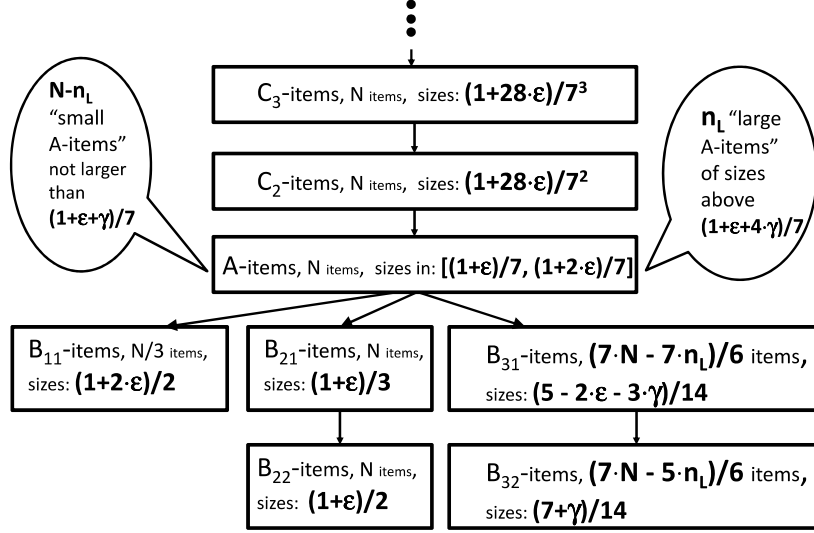 C₃-items, N items, sizes: (1+28·ε)/7³
N-n_L
“small
A-items”
not larger
than
(1+ε+γ)/7
n_L “large
A-items”
of sizes
above
(1+ε+4·γ)/7
C₂-items, N items, sizes: (1+28·ε)/7²
A-items, N items, sizes in: [(1+ε)/7, (1+2·ε)/7]
B₁₁-items, N/3 items,
sizes: (1+2·ε)/2
B₂₁-items, N items,
sizes: (1+ε)/3
B₃₁-items, (7·N - 7·n_L)/6 items,
sizes: (5 - 2·ε - 3·γ)/14
B₂₂-items, N items,
sizes: (1+ε)/2
B₃₂-items, (7·N - 5·n_L)/6 items,
sizes: (7+γ)/14